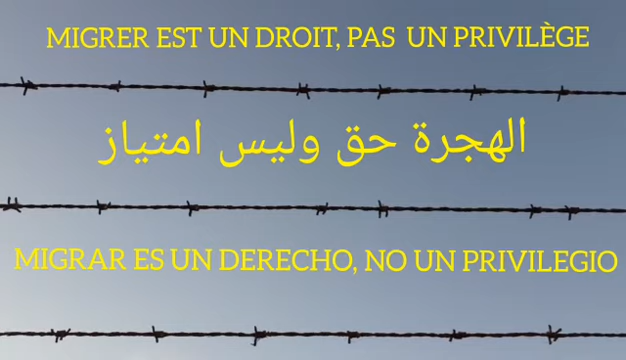 MIGRER EST UN DROIT, PAS UN PRIVILÈGE
الهجرة حق وليس امتياز
MIGRAR ES UN DERECHO, NO UN PRIVILEGIO